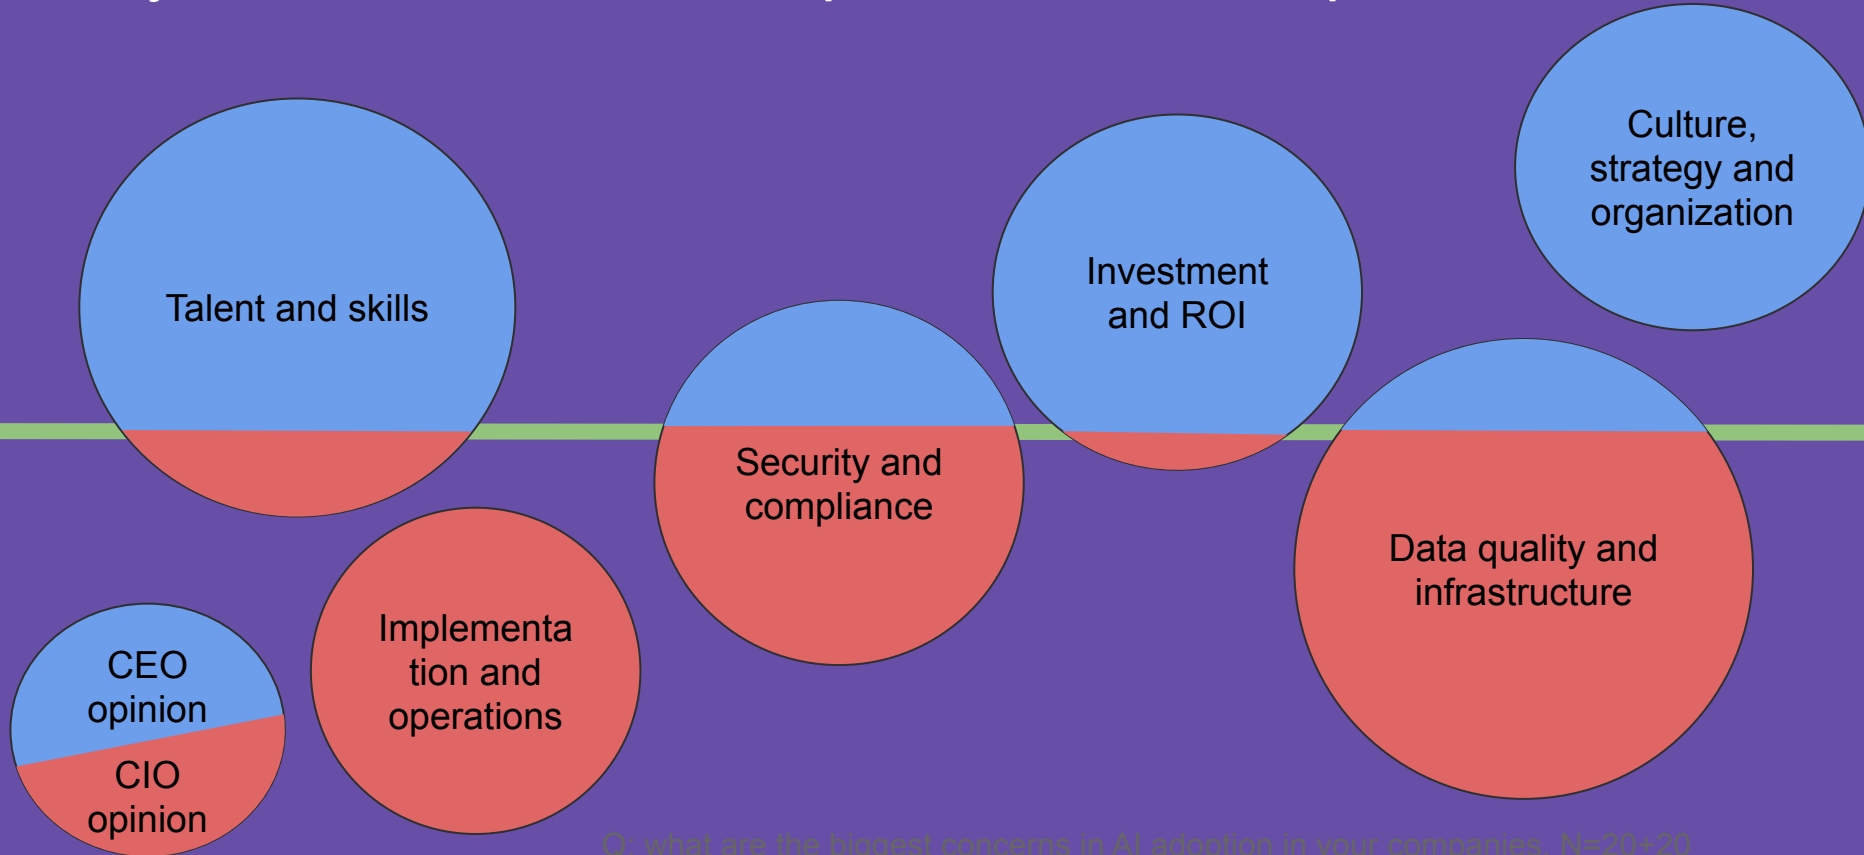 Culture,
strategy and
organization
Talent and skills
Investment
and ROI
Security and
compliance
Data quality and
infrastructure
Implementa
tion and
operations
CEO
opinion
CIO
opinion
Q: what are the biggest concerns in AI adoption in your companies. N=20+20